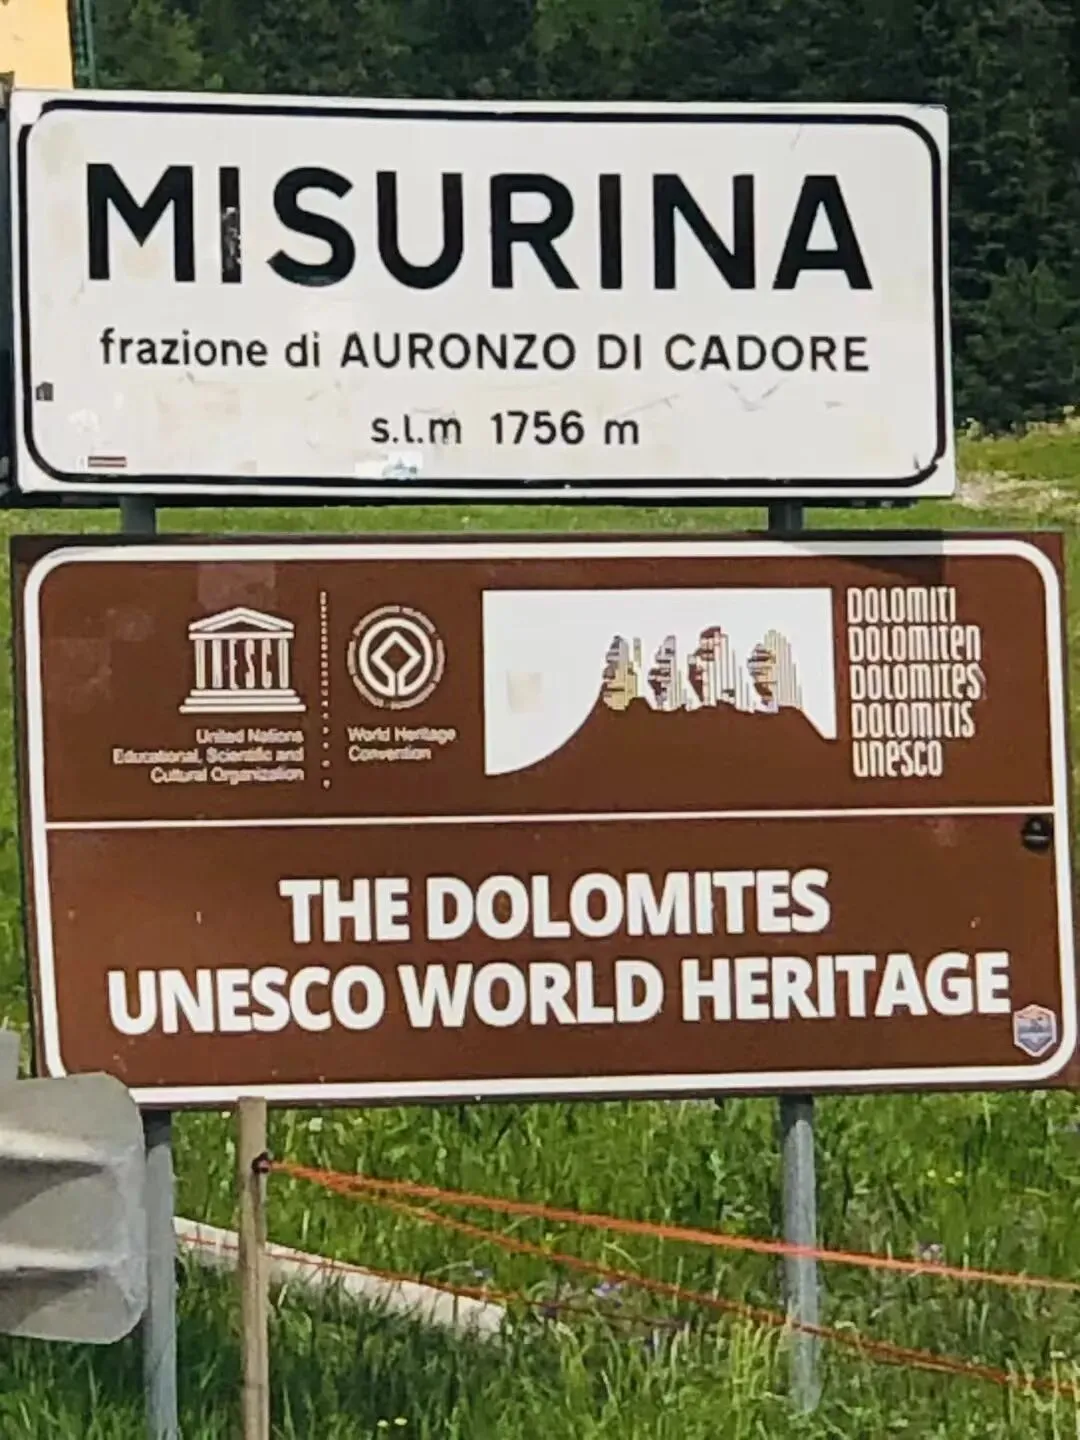 MISURINA
frazione di AURONZO DI CADORE
s.l.m 1756 m
UNESCO
United Nations
Educational, Scientific and
Cultural Organization
World Heritage
Convention
DOLOMITI
DOLOMITEN
DOLOMITES
DOLOMITIS
UNESCO
THE DOLOMITES
UNESCO WORLD HERITAGE